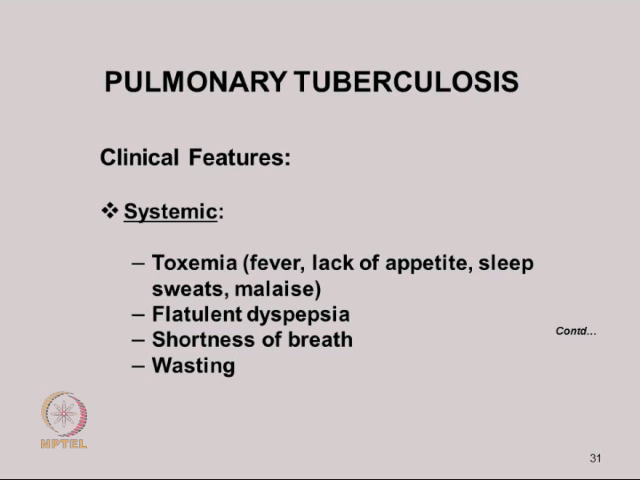 PULMONARY TUBERCULOSIS
Clinical Features:
❖ Systemic:
– Toxemia (fever, lack of appetite, sleep
sweats, malaise)
– Flatulent dyspepsia
– Shortness of breath
– Wasting
Contd...
NPTEL
31